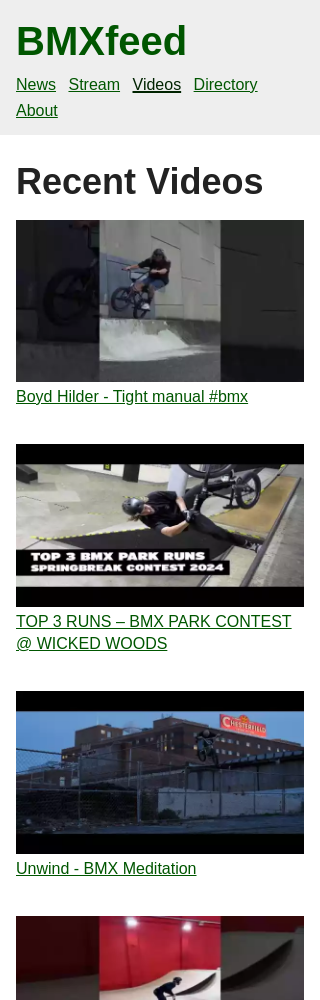 BMXfeed
News Stream Videos Directory
About
Recent Videos
Boyd Hilder - Tight manual #bmx
TOP 3 BMX PARK RUNS
SPRINGBREAK CONTEST 2024
TOP 3 RUNS – BMX PARK CONTEST
@ WICKED WOODS
CHESTERFIELD
Unwind - BMX Meditation